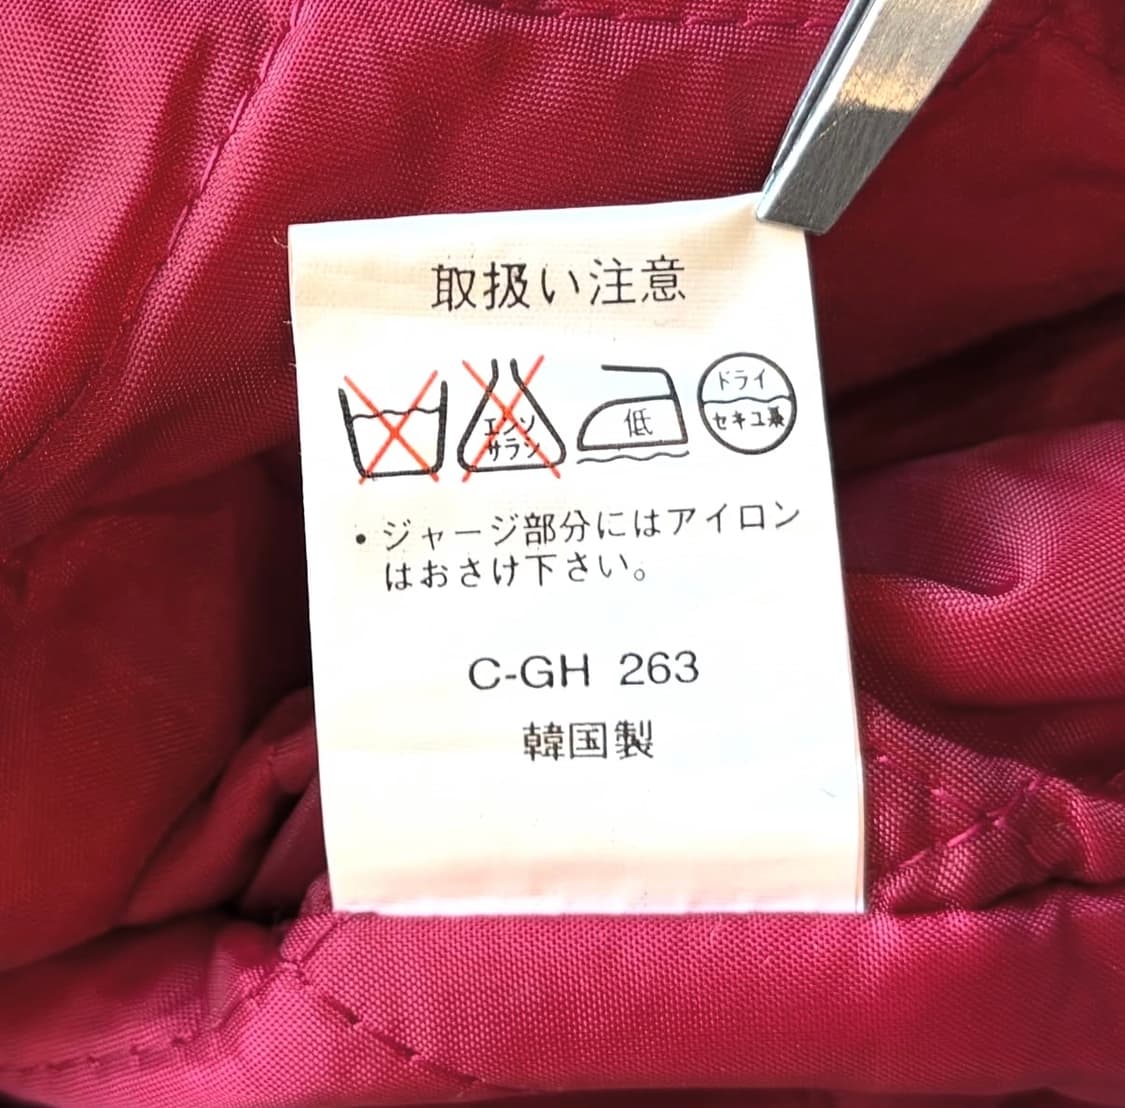 取扱い注意
エンソ
サラシ
低
ドライ
セキユ系
・ジャージ部分にはアイロン
はおさけ下さい。
C-GH 263
韓国製